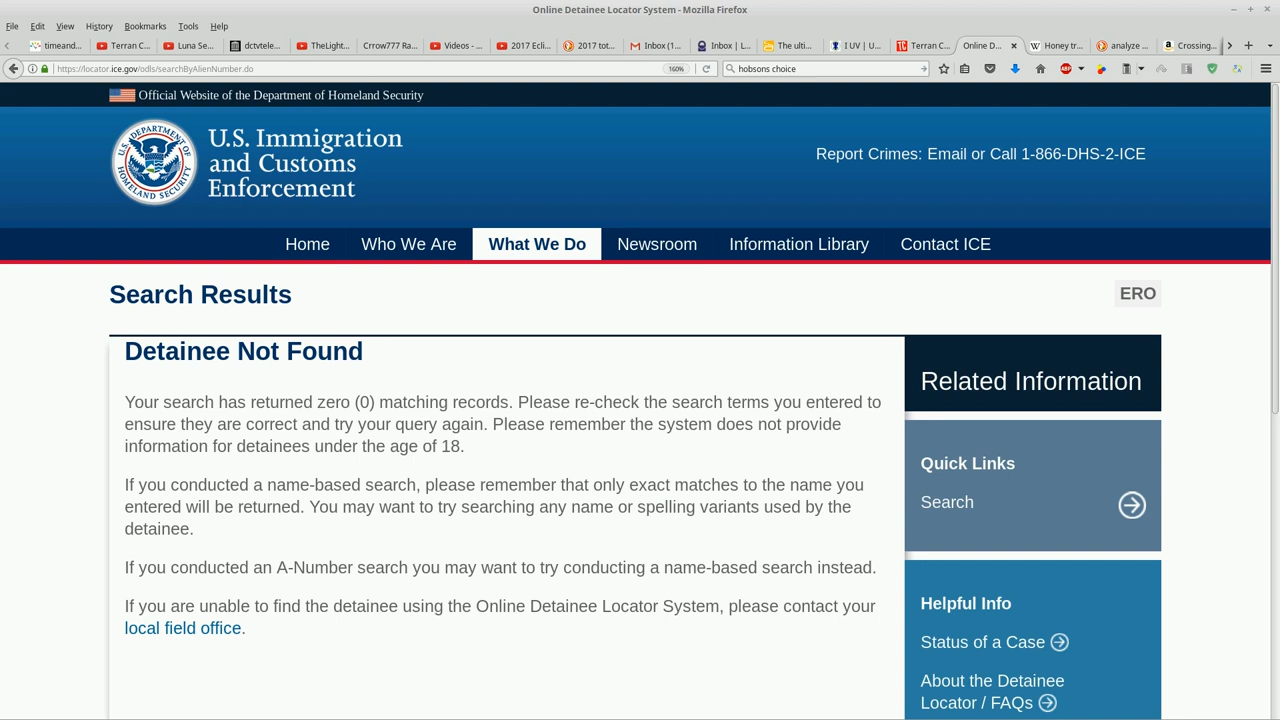 Online Detainee Locator System - Mozilla Firefox
File Edit View History Bookmarks Tools Help
timeand... Terran C... Luna Se... dctvtele... TheLight... Crrow777 Ra... Videos - ... 2017 Ecli... 2017 tot... Inbox (1... Inbox | L... The ulti... I UV | U... Terran C... Online D... Honey tr... analyze ... Crossing...
https://locator.ice.gov/odls/searchByAlienNumber.do 160% hobsons choice
Official Website of the Department of Homeland Security
U.S. DEPARTMENT OF HOMELAND SECURITY
U.S. Immigration
and Customs
Enforcement
Report Crimes: Email or Call 1-866-DHS-2-ICE
Home Who We Are What We Do Newsroom Information Library Contact ICE
Search Results
ERO
Detainee Not Found
Your search has returned zero (0) matching records. Please re-check the search terms you entered to
ensure they are correct and try your query again. Please remember the system does not provide
information for detainees under the age of 18.
If you conducted a name-based search, please remember that only exact matches to the name you
entered will be returned. You may want to try searching any name or spelling variants used by the
detainee.
If you conducted an A-Number search you may want to try conducting a name-based search instead.
If you are unable to find the detainee using the Online Detainee Locator System, please contact your
local field office.
Related Information
Quick Links
Search
Helpful Info
Status of a Case
About the Detainee
Locator / FAQs